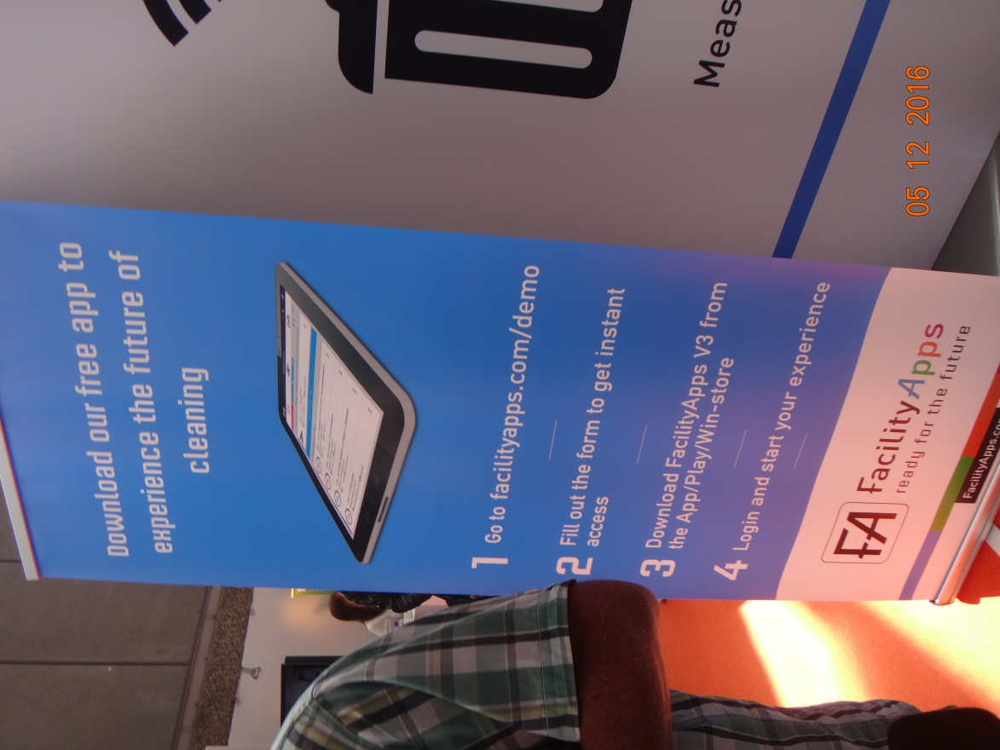 Meas
Download our free app to
experience the future of
cleaning
1 Go to facilityapps.com/demo
2 Fill out the form to get instant
access
3 Download FacilityApps V3 from
the App/Play/Win-store
4 Login and start your experience
FA FacilityApps
ready for the future
FacilityApps.co
05 12 2016